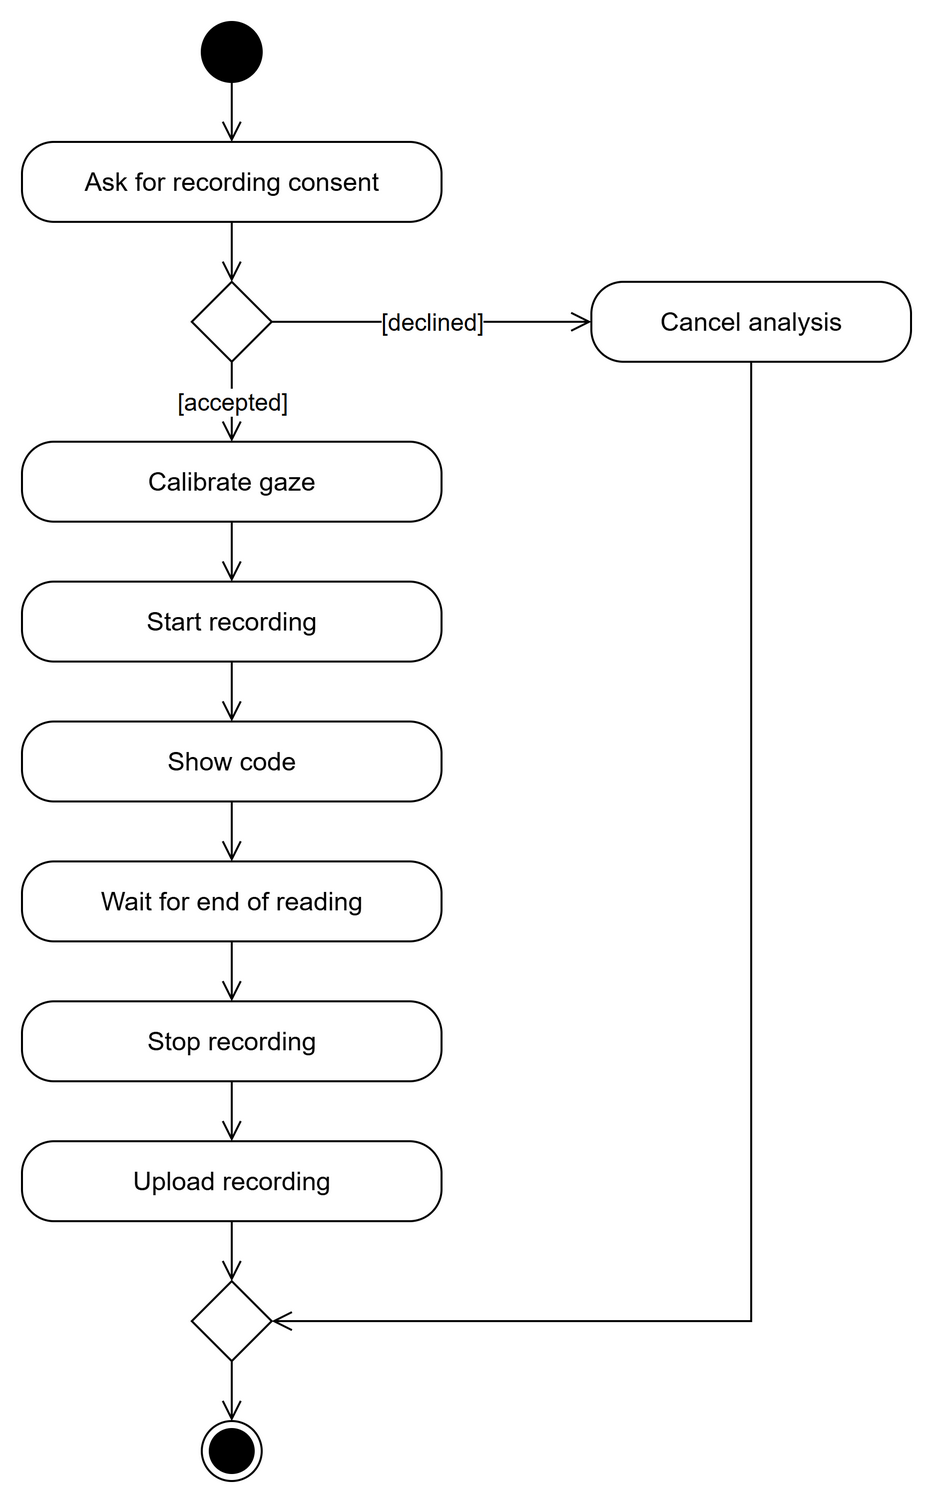 Ask for recording consent
[declined]
Cancel analysis
[accepted]
Calibrate gaze
Start recording
Show code
Wait for end of reading
Stop recording
Upload recording